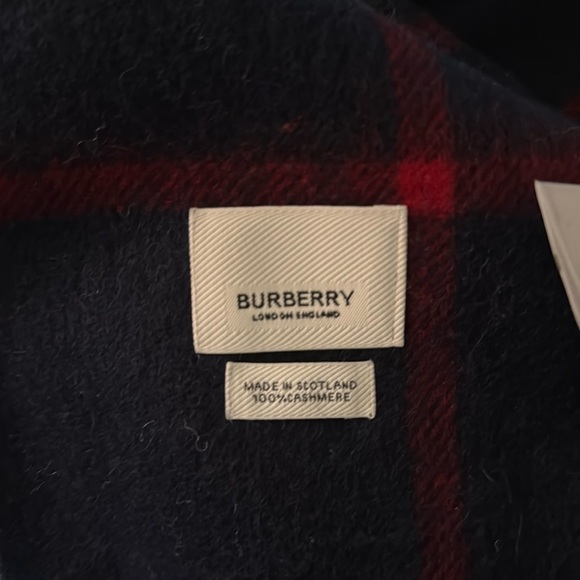 BURBERRY
LONDON ENGLAND
MADE IN SCOTLAND
100% CASHMERE